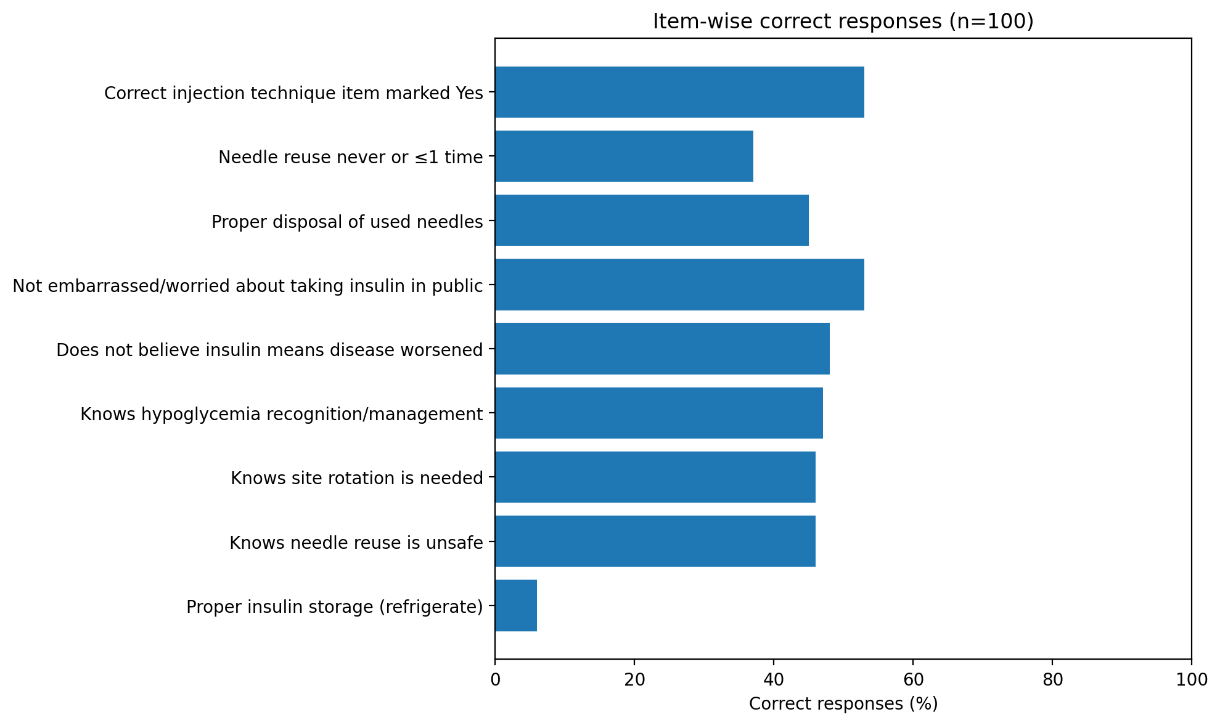 Item-wise correct responses (n=100)
Correct injection technique item marked Yes
Needle reuse never or ≤1 time
Proper disposal of used needles
Not embarrassed/worried about taking insulin in public
Does not believe insulin means disease worsened
Knows hypoglycemia recognition/management
Knows site rotation is needed
Knows needle reuse is unsafe
Proper insulin storage (refrigerate)
0 20 40 60 80 100
Correct responses (%)